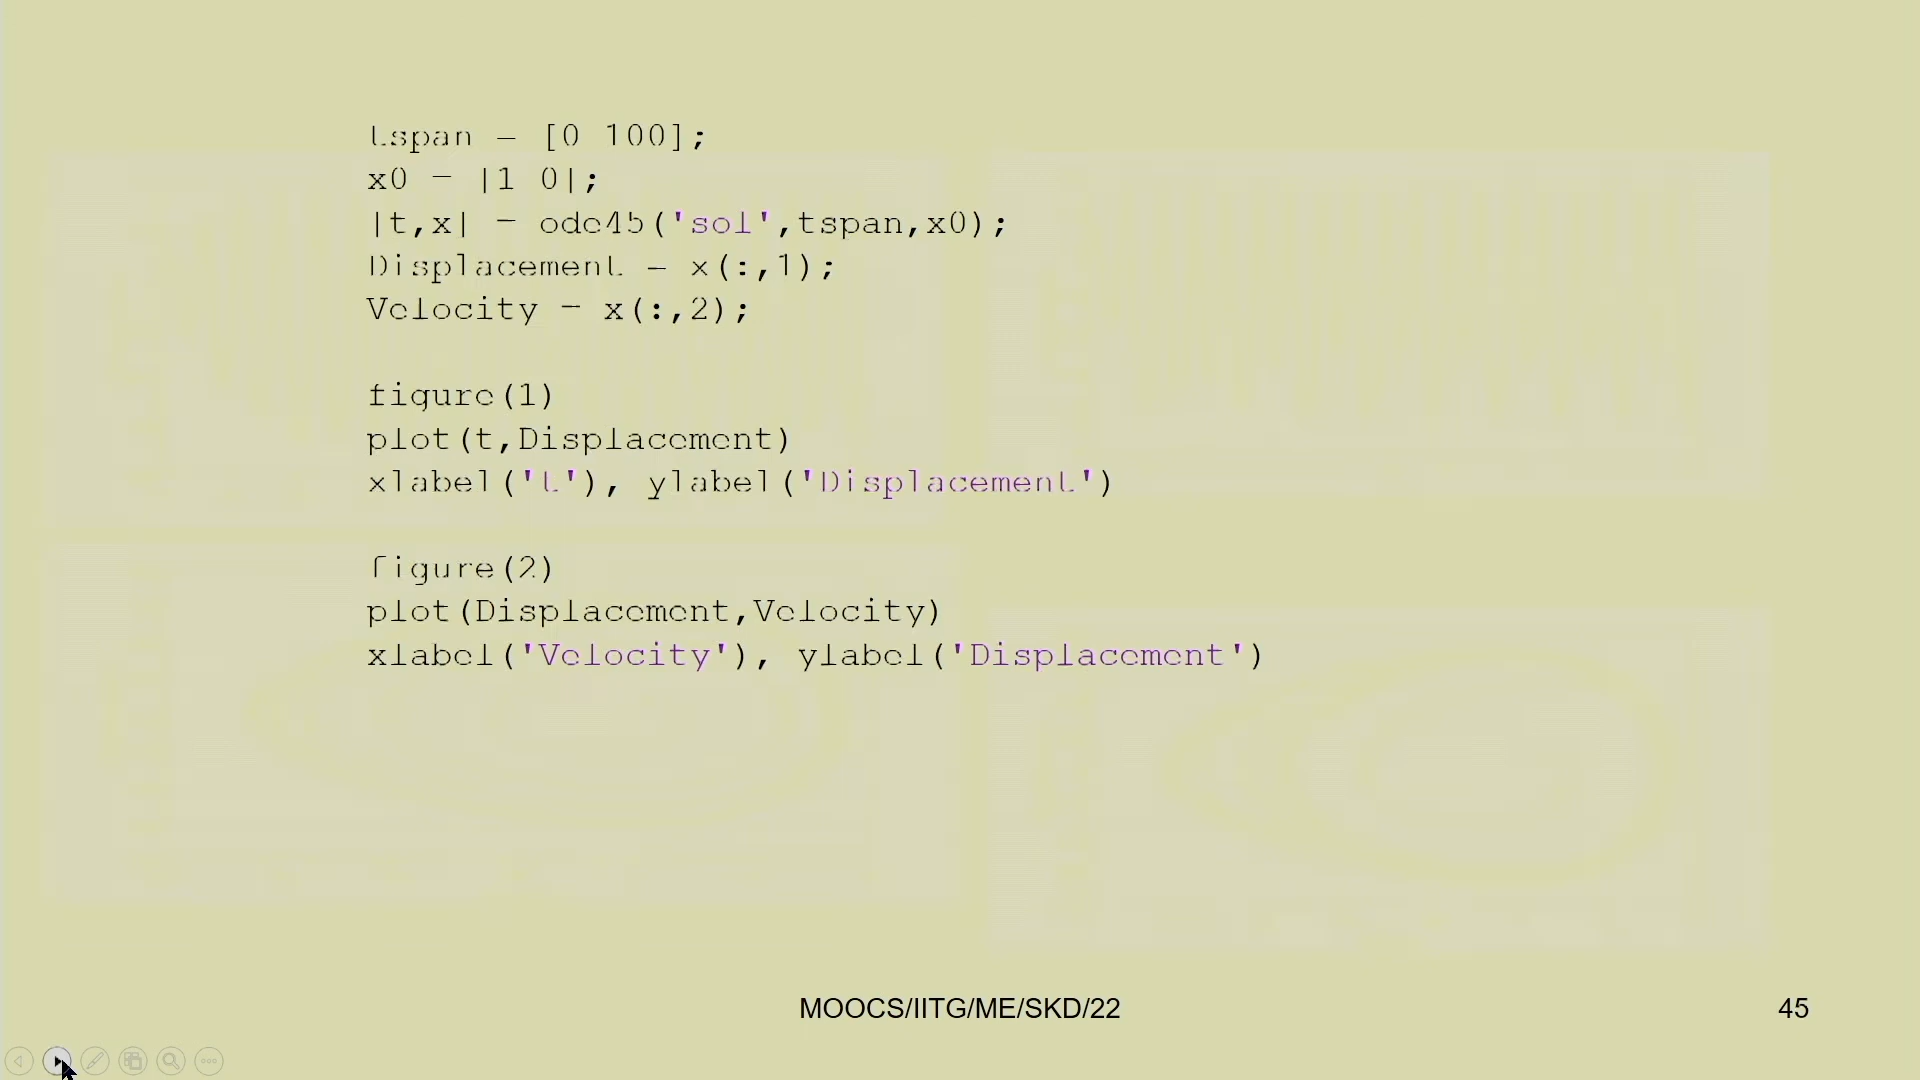 tspan = [0 100];
x0 = [1 0];
[t,x] = ode45('sol',tspan,x0);
Displacement = x(:,1);
Velocity = x(:,2);
figure(1)
plot(t,Displacement)
xlabel('t'), ylabel('Displacement')
figure(2)
plot(Displacement,Velocity)
xlabel('Velocity'), ylabel('Displacement')
MOOCS/IITG/ME/SKD/22
45